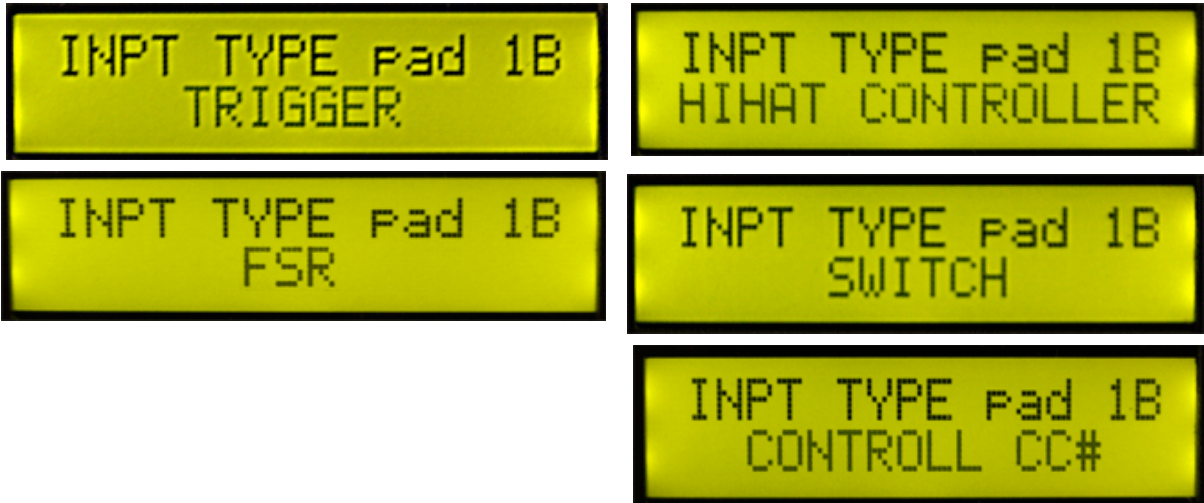 INPT TYPE pad 1B
TRIGGER
INPT TYPE pad 1B
HIHAT CONTROLLER
INPT TYPE pad 1B
FSR
INPT TYPE pad 1B
SWITCH
INPT TYPE pad 1B
CONTROLL CC#